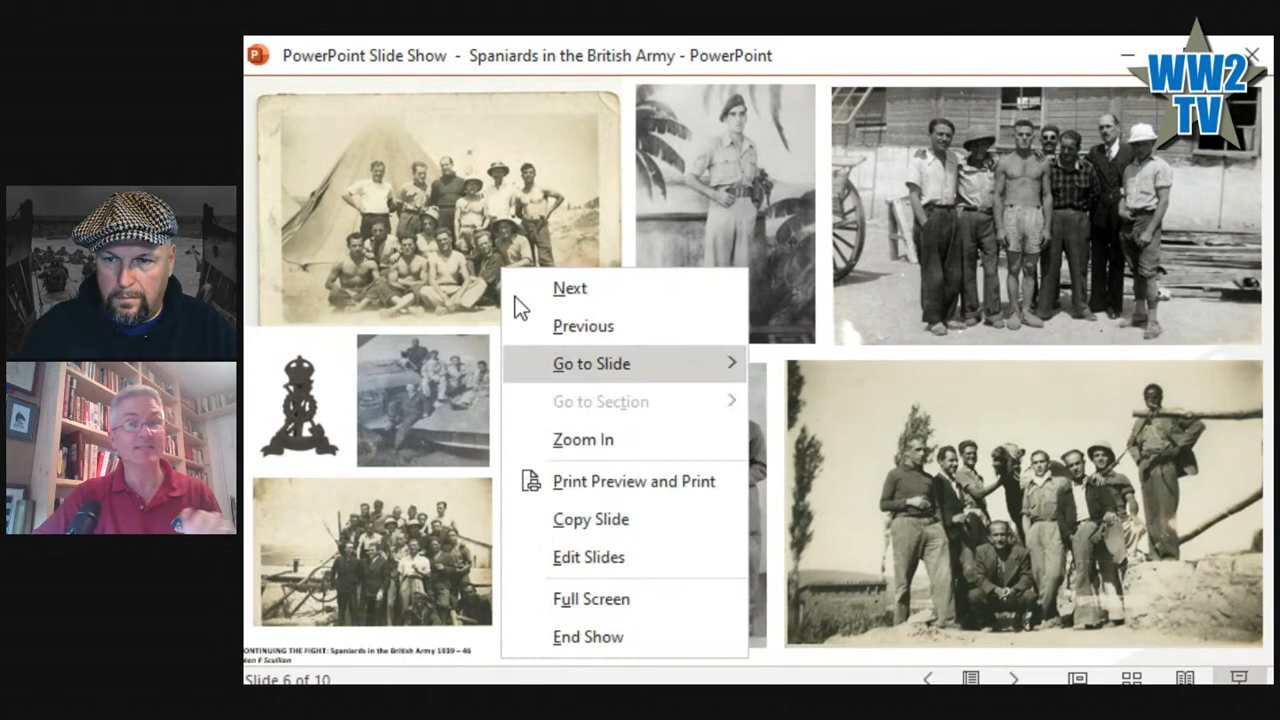 PowerPoint Slide Show - Spaniards in the British Army - PowerPoint
WW2
TV
Next
Previous
Go to Slide
Go to Section
Zoom In
Print Preview and Print
Copy Slide
Edit Slides
Full Screen
End Show
ONTINUING THE FIGHT: Spaniards in the British Army 1939 – 46
an F Scullion
Slide 6 of 10